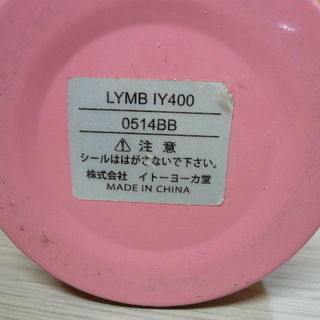 LYMB IY400
0514BB
⚠ 注意
シールははがさないで下さい。
株式会社 イトーヨーカ堂
MADE IN CHINA